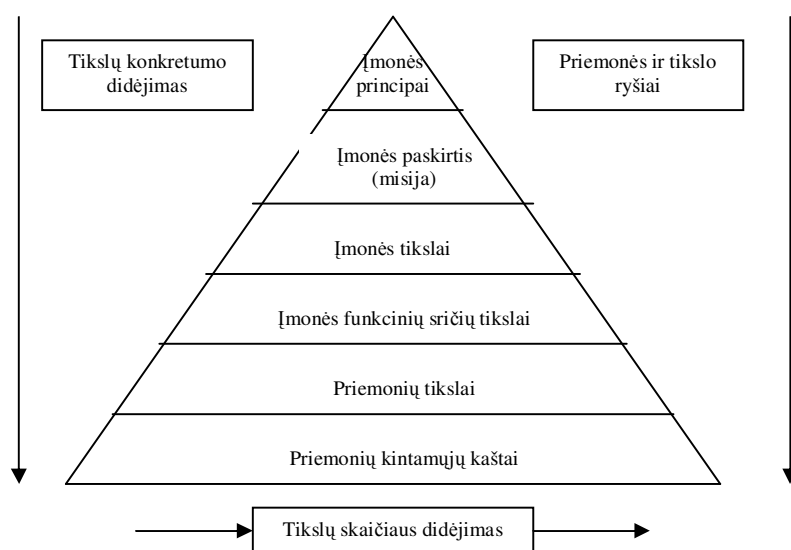 Tikslų konkretumo
didėjimas
Įmonės
principai
Priemonės ir tikslo
ryšiai
Įmonės paskirtis
(misija)
Įmonės tikslai
Įmonės funkcinių sričių tikslai
Priemonių tikslai
Priemonių kintamųjų kaštai
Tikslų skaičiaus didėjimas